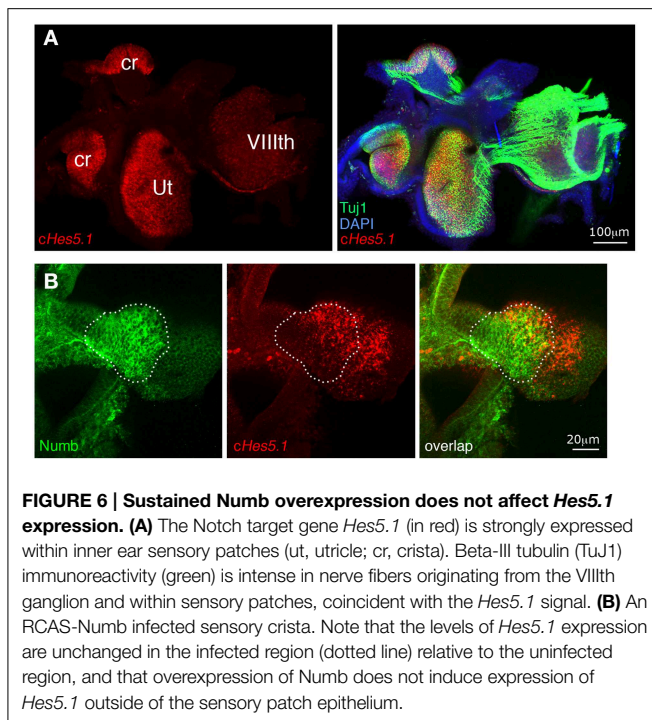 A
cr
cr
Ut
VIIIth
cHes5.1
Tuj1
DAPI
cHes5.1
100μm
B
Numb
cHes5.1
overlap
20μm
FIGURE 6 | Sustained Numb overexpression does not affect Hes5.1
expression. (A) The Notch target gene Hes5.1 (in red) is strongly expressed
within inner ear sensory patches (ut, utricle; cr, crista). Beta-III tubulin (TuJ1)
immunoreactivity (green) is intense in nerve fibers originating from the VIIIth
ganglion and within sensory patches, coincident with the Hes5.1 signal. (B) An
RCAS-Numb infected sensory crista. Note that the levels of Hes5.1 expression
are unchanged in the infected region (dotted line) relative to the uninfected
region, and that overexpression of Numb does not induce expression of
Hes5.1 outside of the sensory patch epithelium.